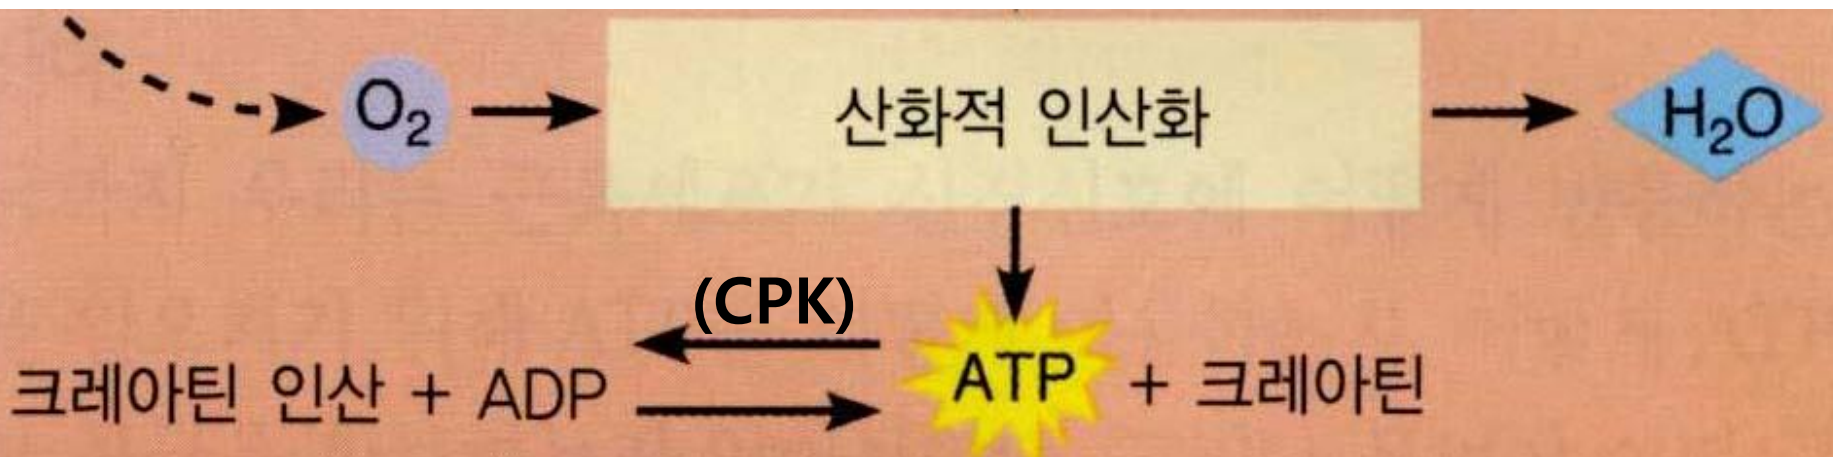 O₂ 산화적 인산화 H₂O
(CPK)
크레아틴 인산 + ADP ATP + 크레아틴